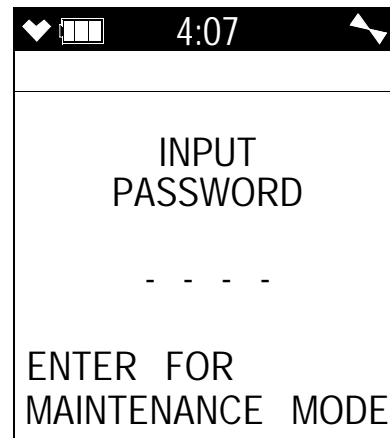 4:07
INPUT
PASSWORD
- - - -
ENTER FOR
MAINTENANCE MODE